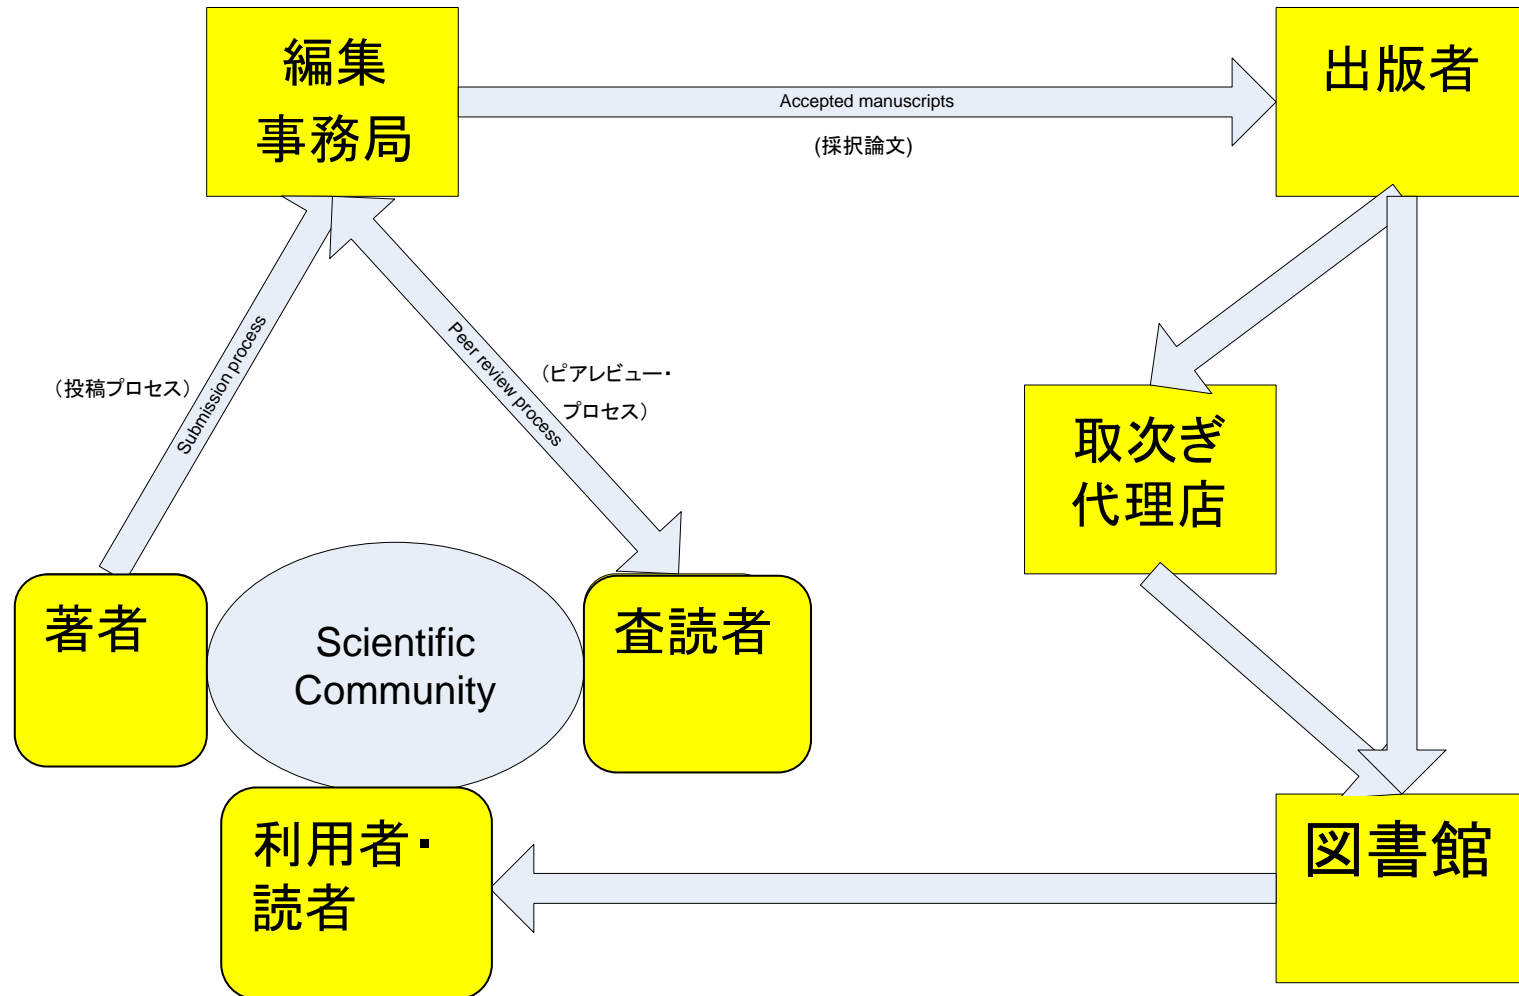 編集
事務局
出版者
Accepted manuscripts
(採択論文)
Submission process
（投稿プロセス）
Peer review process
（ピアレビュー・
プロセス）
取次ぎ
代理店
著者
Scientific
Community
査読者
利用者・
読者
図書館